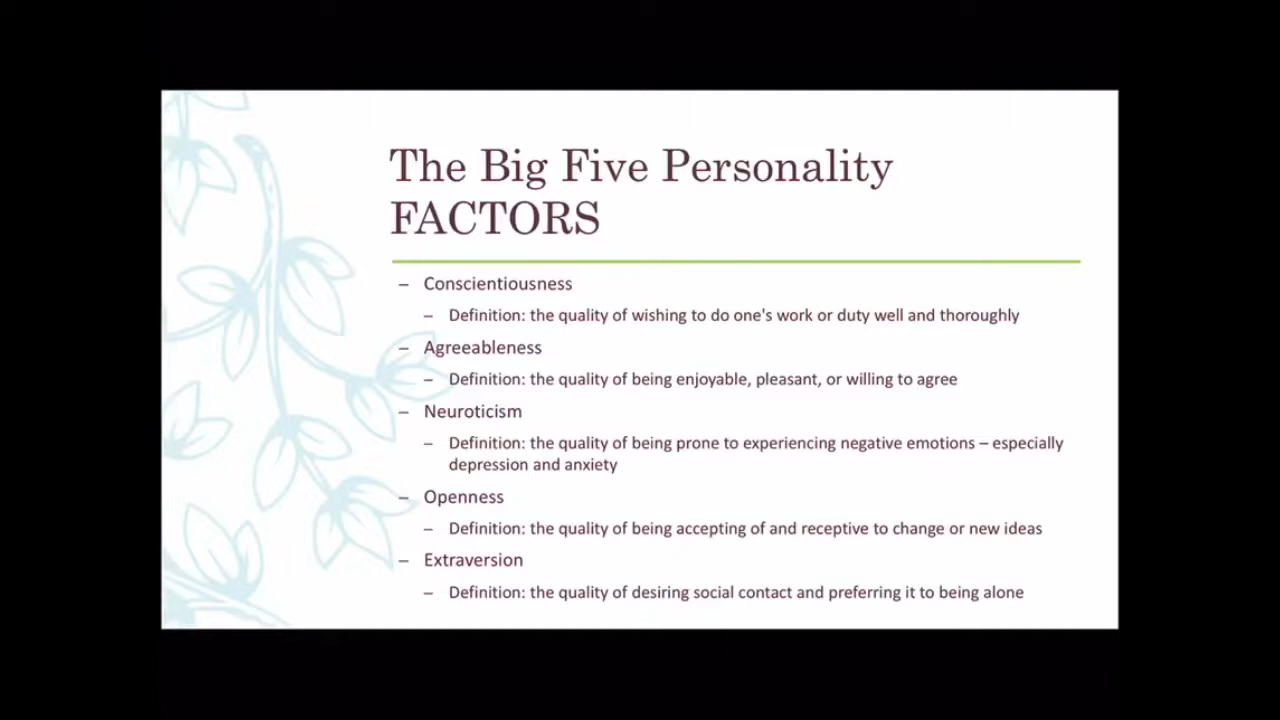 The Big Five Personality
FACTORS
– Conscientiousness
– Definition: the quality of wishing to do one's work or duty well and thoroughly
– Agreeableness
– Definition: the quality of being enjoyable, pleasant, or willing to agree
– Neuroticism
– Definition: the quality of being prone to experiencing negative emotions – especially
depression and anxiety
– Openness
– Definition: the quality of being accepting of and receptive to change or new ideas
– Extraversion
– Definition: the quality of desiring social contact and preferring it to being alone